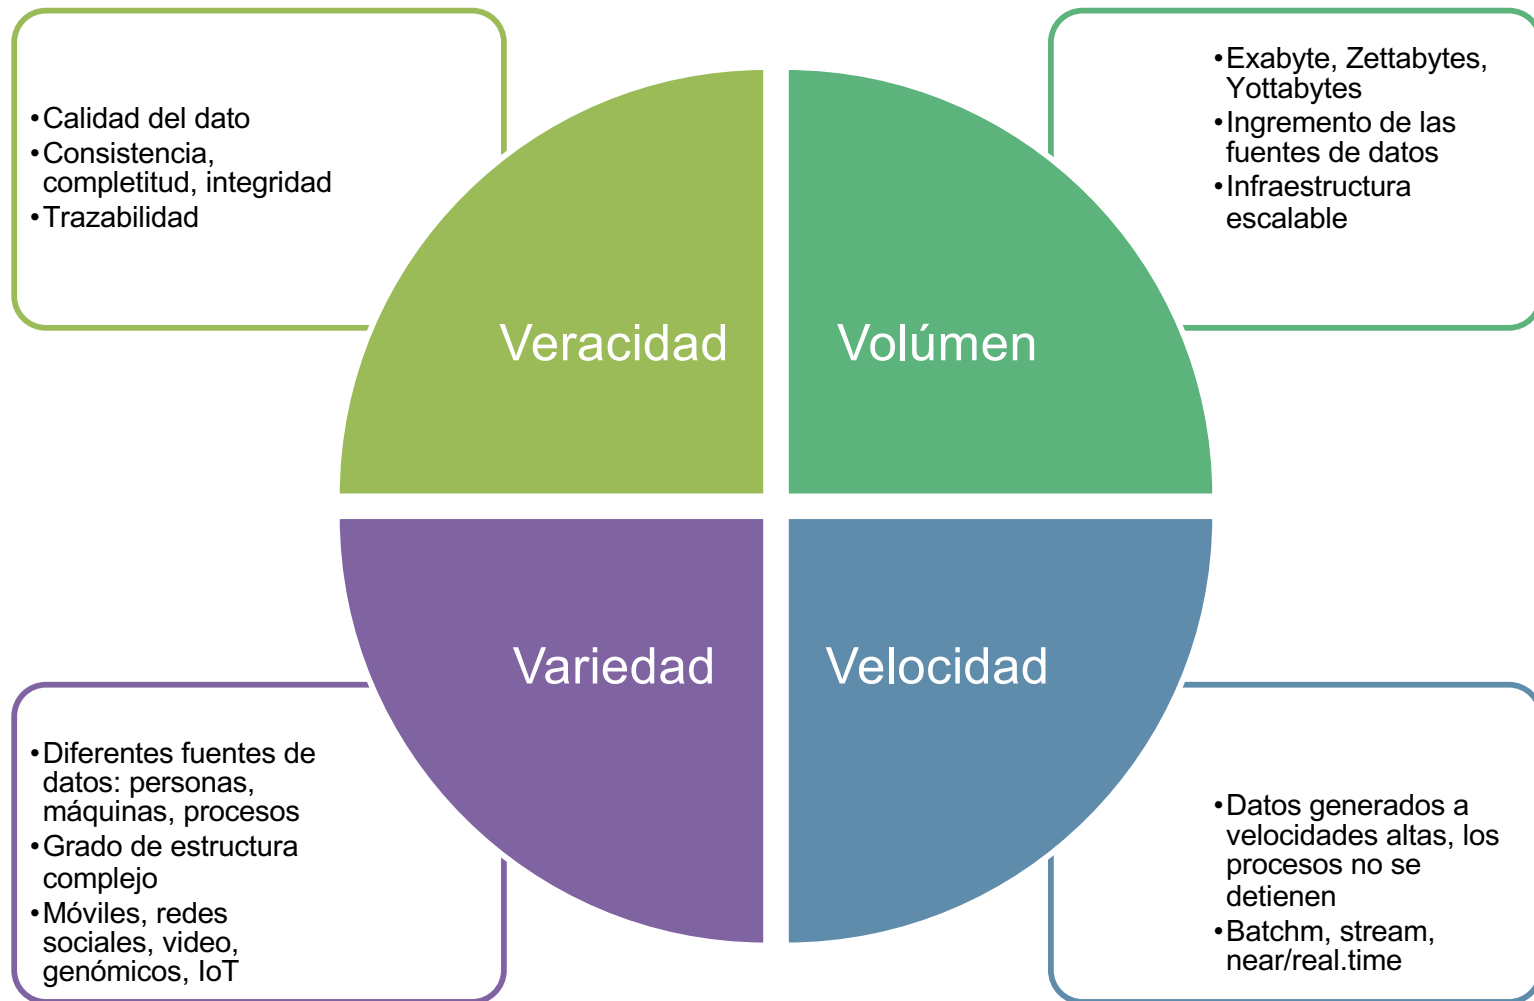 •Calidad del dato
•Consistencia,
completitud, integridad
•Trazabilidad
•Exabyte, Zettabytes,
Yottabytes
•Ingremento de las
fuentes de datos
•Infraestructura
escalable
Veracidad
Volúmen
Variedad
Velocidad
•Diferentes fuentes de
datos: personas,
máquinas, procesos
•Grado de estructura
complejo
•Móviles, redes
sociales, video,
genómicos, IoT
•Datos generados a
velocidades altas, los
procesos no se
detienen
•Batchm, stream,
near/real.time